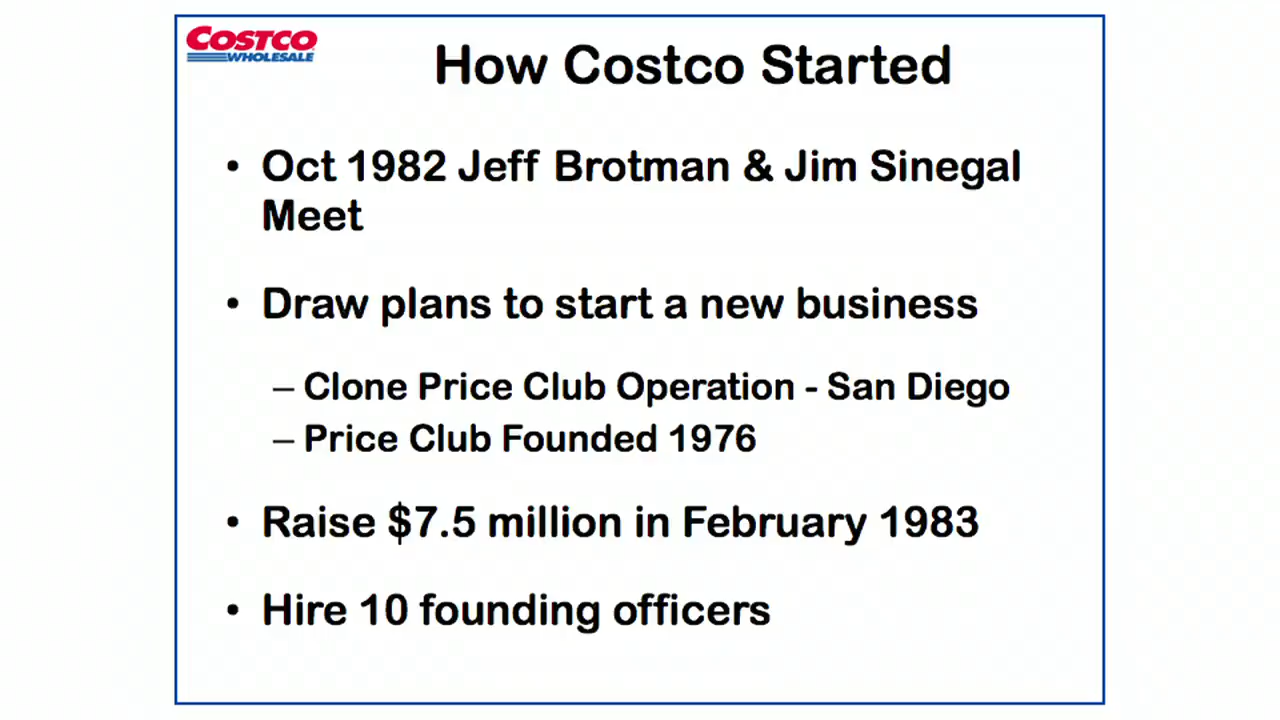 COSTCO
WHOLESALE
How Costco Started
• Oct 1982 Jeff Brotman & Jim Sinegal
Meet
• Draw plans to start a new business
– Clone Price Club Operation - San Diego
– Price Club Founded 1976
• Raise $7.5 million in February 1983
• Hire 10 founding officers